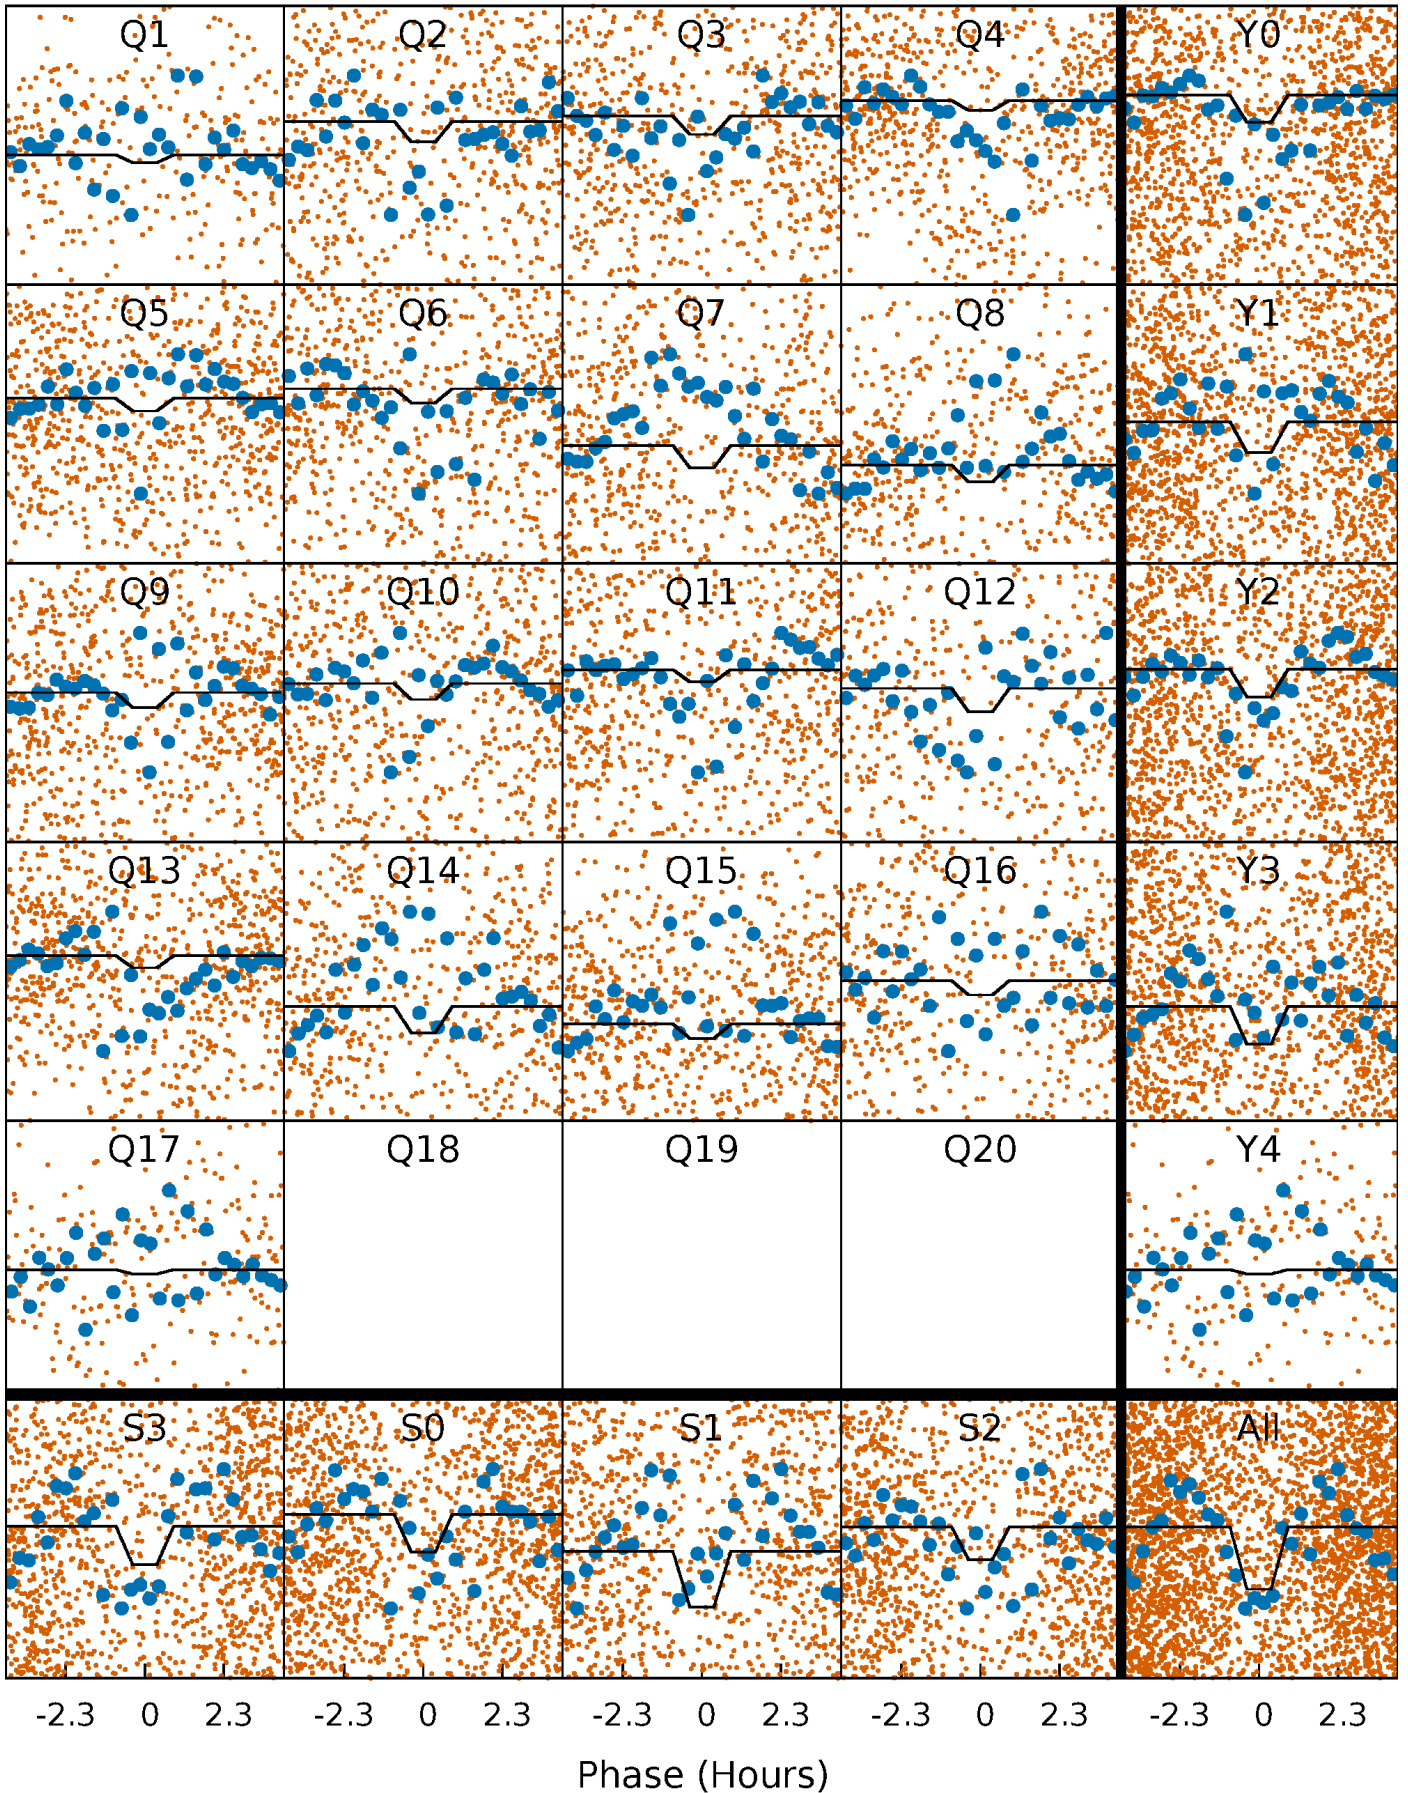 Q1 Q2 Q3 Q4 Y0
Q5 Q6 Q7 Q8 Y1
Q9 Q10 Q11 Q12 Y2
Q13 Q14 Q15 Q16 Y3
Q17 Q18 Q19 Q20 Y4
S3 S0 S1 S2 All
-2.3 0 2.3 -2.3 0 2.3 -2.3 0 2.3 -2.3 0 2.3 -2.3 0 2.3
Phase (Hours)